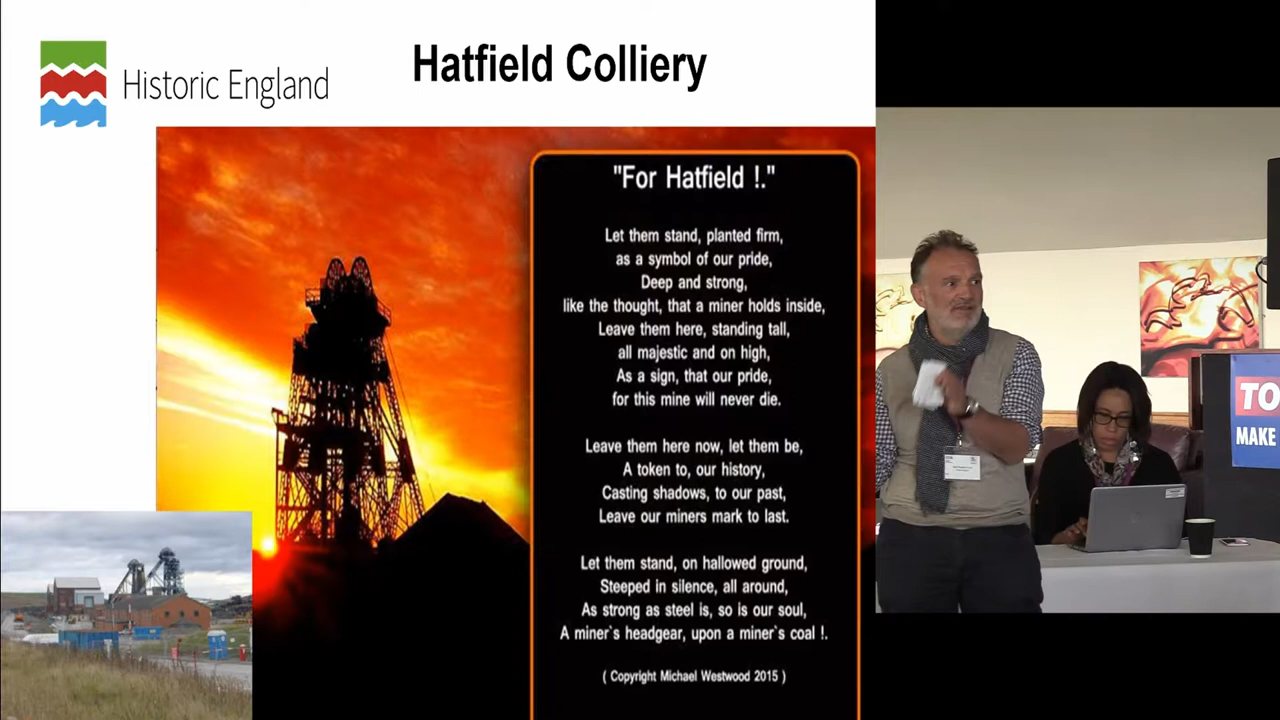 Historic England
Hatfield Colliery
"For Hatfield !."
Let them stand, planted firm,
as a symbol of our pride,
Deep and strong,
like the thought, that a miner holds inside,
Leave them here, standing tall,
all majestic and on high,
As a sign, that our pride,
for this mine will never die.
Leave them here now, let them be,
A token to, our history,
Casting shadows, to our past,
Leave our miners mark to last.
Let them stand, on hallowed ground,
Steeped in silence, all around,
As strong as steel is, so is our soul,
A miner`s headgear, upon a miner`s coal !.
( Copyright Michael Westwood 2015 )
TO
MAKE